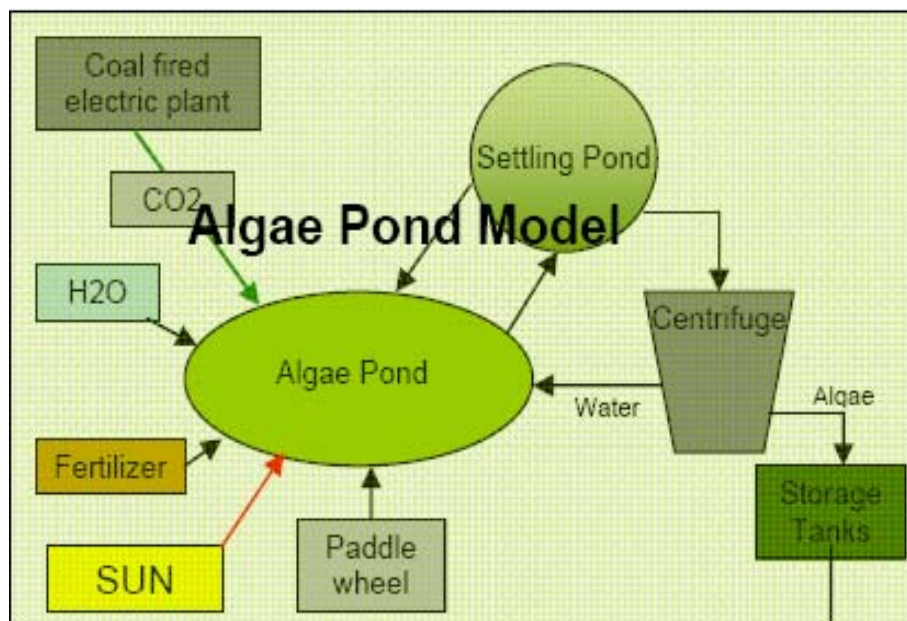 Coal fired
electric plant
Settling Pond
CO2
Algae Pond Model
H2O
Centrifuge
Algae Pond
Water
Algae
Fertilizer
Storage
Tanks
SUN
Paddle
wheel